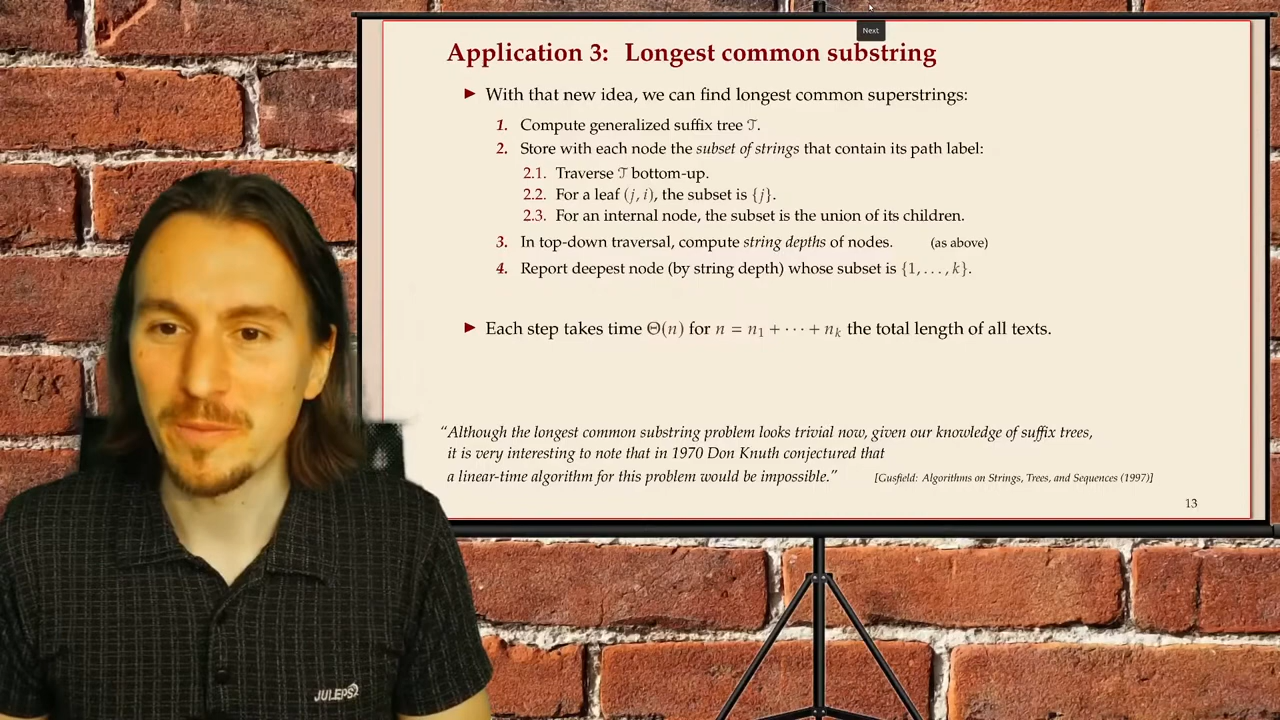 Next
Application 3: Longest common substring
▶ With that new idea, we can find longest common superstrings:
1. Compute generalized suffix tree 𝒯.
2. Store with each node the subset of strings that contain its path label:
2.1. Traverse 𝒯 bottom-up.
2.2. For a leaf (j, i), the subset is {j}.
2.3. For an internal node, the subset is the union of its children.
3. In top-down traversal, compute string depths of nodes. (as above)
4. Report deepest node (by string depth) whose subset is {1, . . . , k}.
▶ Each step takes time Θ(n) for n = n₁ + · · · + nₖ the total length of all texts.
“Although the longest common substring problem looks trivial now, given our knowledge of suffix trees,
it is very interesting to note that in 1970 Don Knuth conjectured that
a linear-time algorithm for this problem would be impossible.” [Gusfield: Algorithms on Strings, Trees, and Sequences (1997)]
13
JULEPS